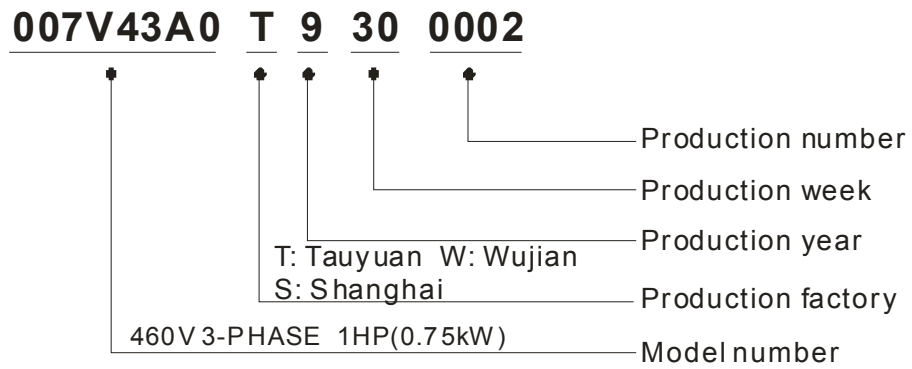 007V43A0 T 9 30 0002
Production number
Production week
Production year
T: Tauyuan W: Wujian
S: Shanghai
Production factory
460V 3-PHASE 1HP(0.75kW)
Model number